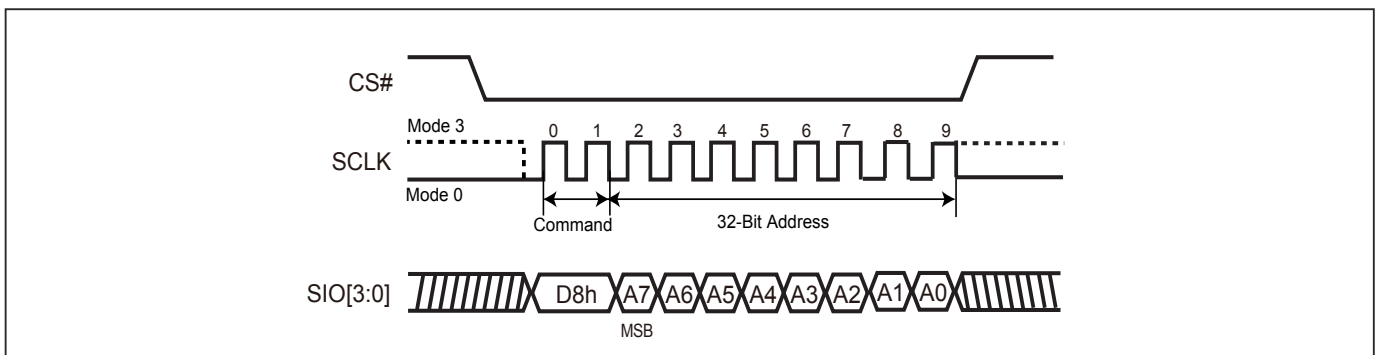 CS#
Mode 3
0 1 2 3 4 5 6 7 8 9
SCLK
Mode 0
Command
32-Bit Address
SIO[3:0]
D8h A7 A6 A5 A4 A3 A2 A1 A0
MSB